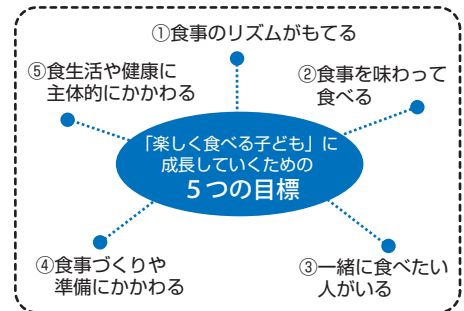 ①食事のリズムがもてる
②食事を味わって
食べる
③一緒に食べたい
人がいる
④食事づくりや
準備にかかわる
⑤食生活や健康に
主体的にかかわる
「楽しく食べる子ども」に
成長していくための
5つの目標